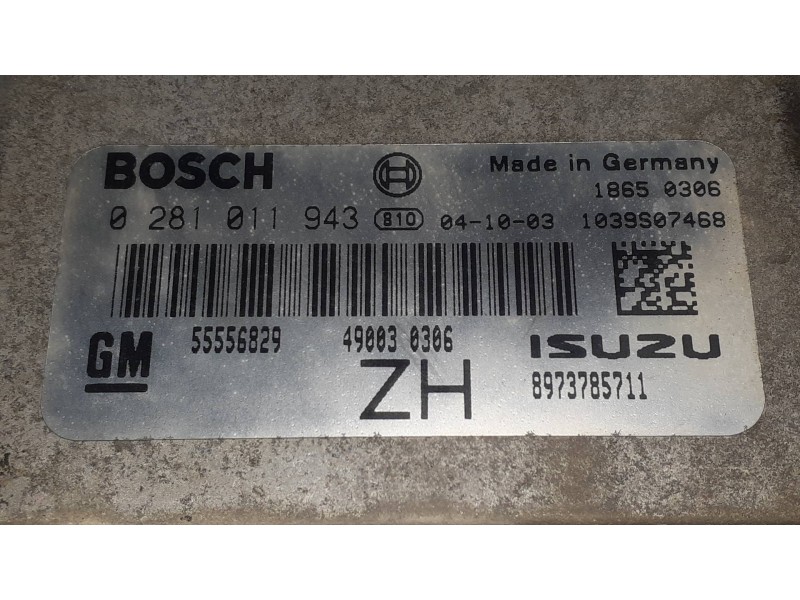 BOSCH
Made in Germany
1865 0306
0 281 011 943 810 04-10-03 1039S07468
GM 55556829 49003 0306 ISUZU
ZH 8973785711